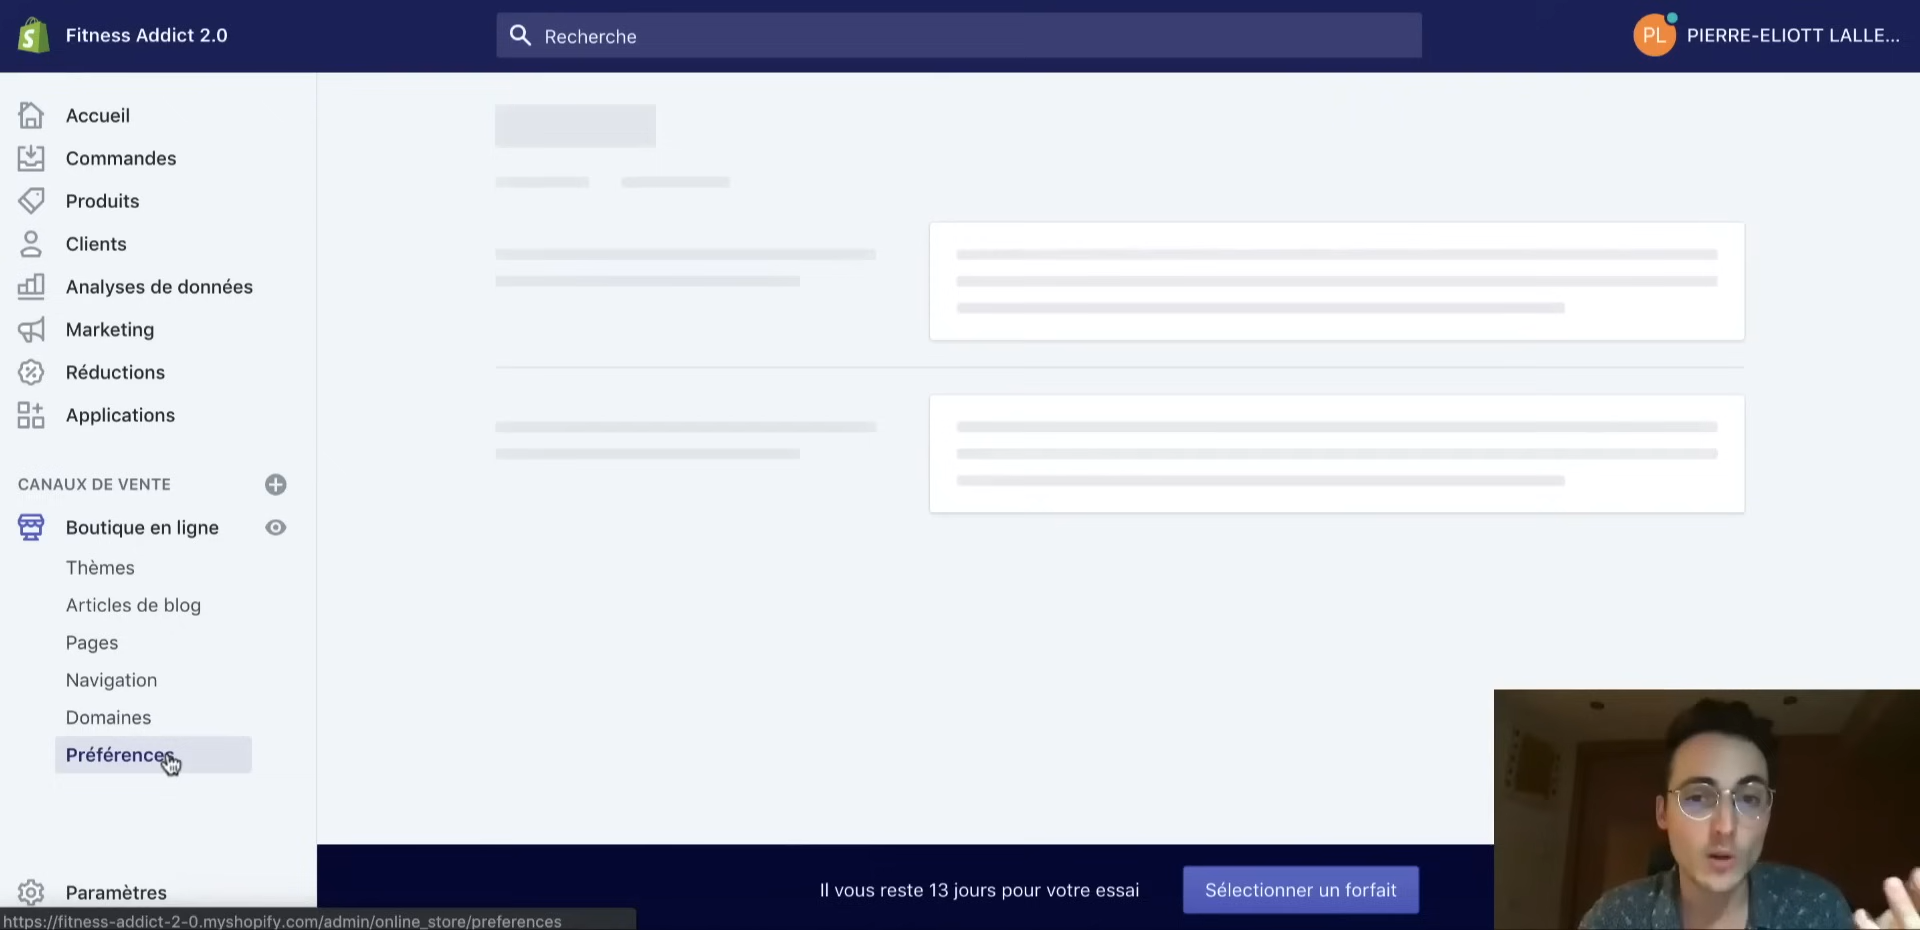 Fitness Addict 2.0
Recherche
PL
PIERRE-ELIOTT LALLE...
Accueil
Commandes
Produits
Clients
Analyses de données
Marketing
Réductions
Applications
CANAUX DE VENTE
Boutique en ligne
Thèmes
Articles de blog
Pages
Navigation
Domaines
Préférences
Paramètres
Il vous reste 13 jours pour votre essai
Sélectionner un forfait
https://fitness-addict-2-0.myshopify.com/admin/online_store/preferences